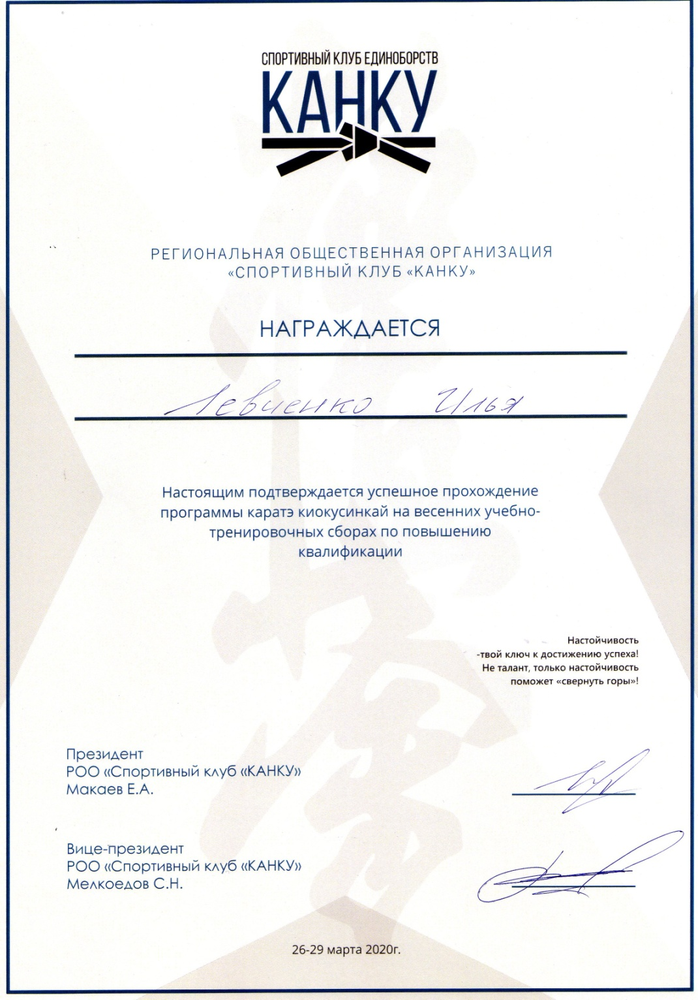 СПОРТИВНЫЙ КЛУБ ЕДИНОБОРСТВ
КАНКУ
РЕГИОНАЛЬНАЯ ОБЩЕСТВЕННАЯ ОРГАНИЗАЦИЯ
«СПОРТИВНЫЙ КЛУБ «КАНКУ»
НАГРАЖДАЕТСЯ
Левченко Илья
Настоящим подтверждается успешное прохождение
программы каратэ киокусинкай на весенних учебно-
тренировочных сборах по повышению
квалификации
Настойчивость
-твой ключ к достижению успеха!
Не талант, только настойчивость
поможет «свернуть горы»!
Президент
РОО «Спортивный клуб «КАНКУ»
Макаев Е.А.
Вице-президент
РОО «Спортивный клуб «КАНКУ»
Мелкоедов С.Н.
26-29 марта 2020г.